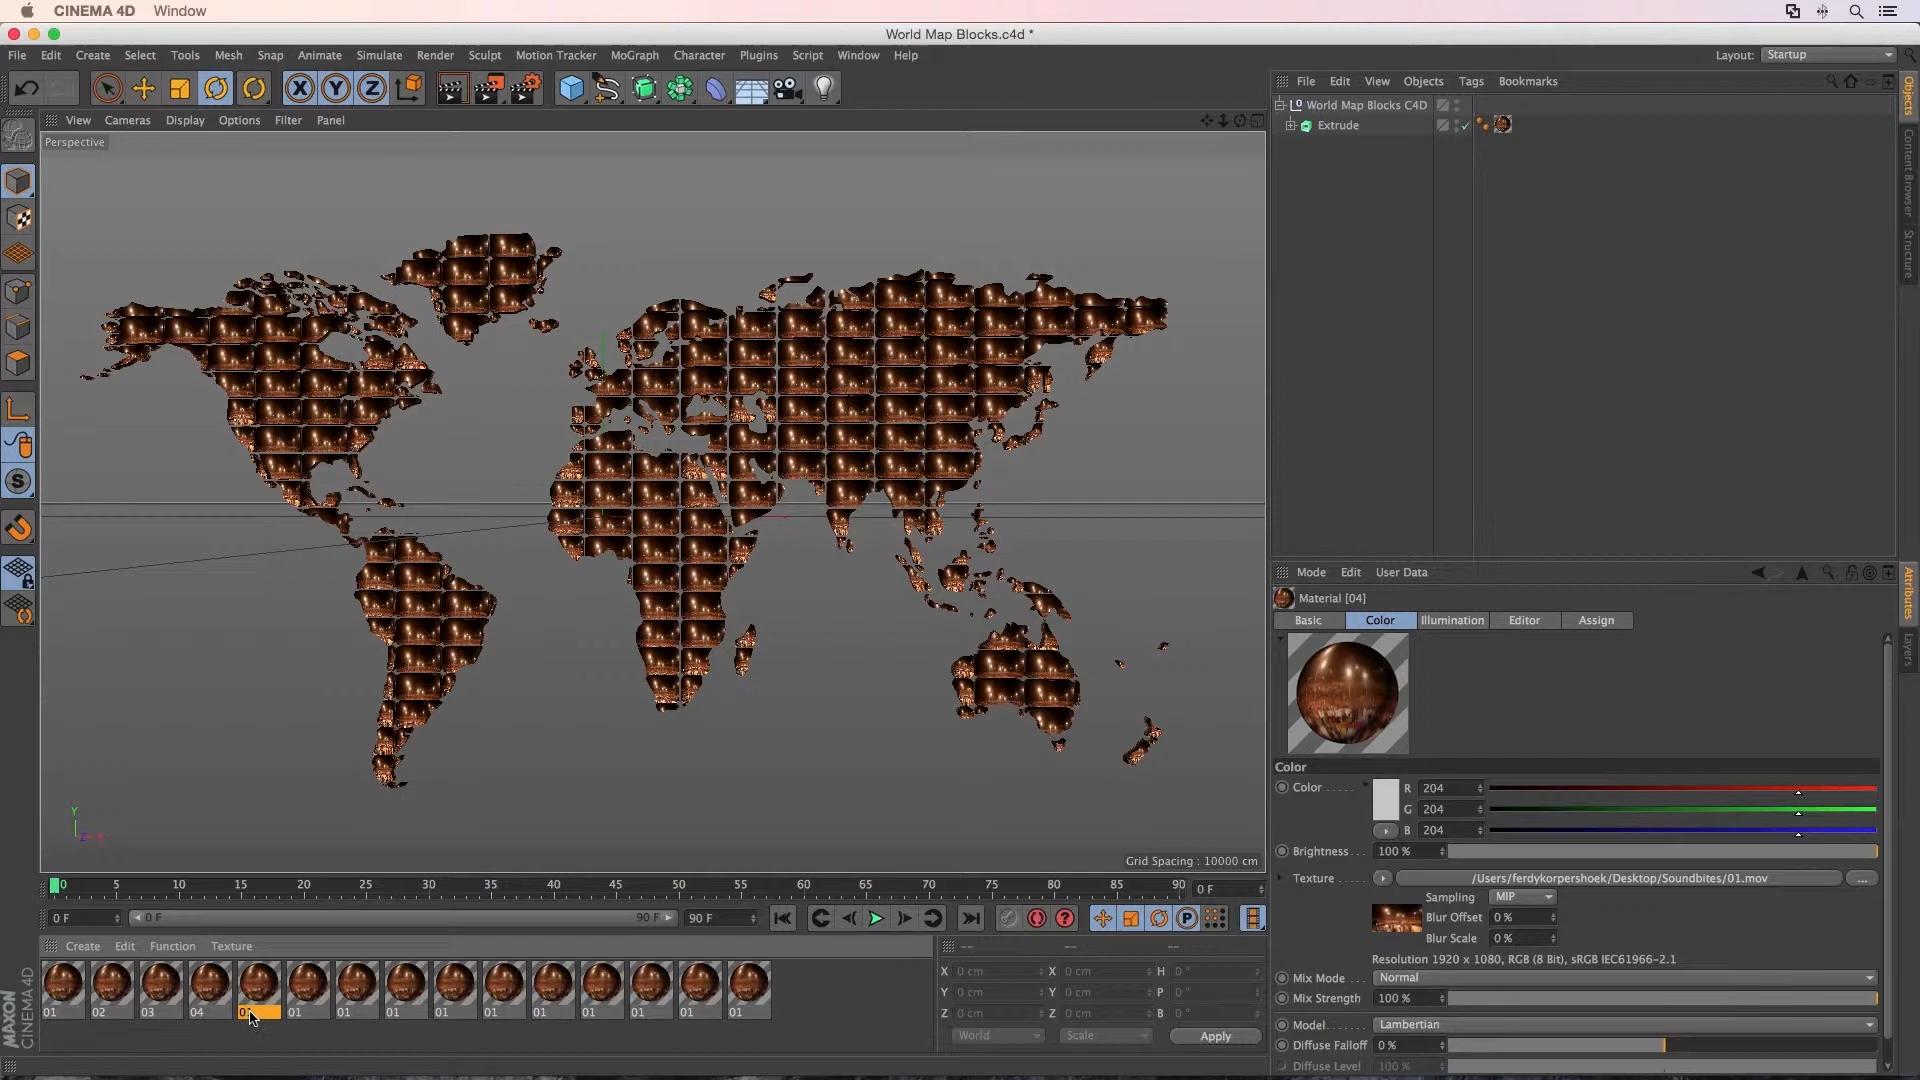 CINEMA 4D Window
World Map Blocks.c4d *
File Edit Create Select Tools Mesh Snap Animate Simulate Render Sculpt Motion Tracker MoGraph Character Plugins Script Window Help
Layout: Startup
X Y Z
File Edit View Objects Tags Bookmarks
World Map Blocks C4D
Extrude
Objects
Content Browser
Structure
View Cameras Display Options Filter Panel
Perspective
Y
Z X
Grid Spacing : 10000 cm
Mode Edit User Data
Attributes
Layers
Material [04]
Basic Color Illumination Editor Assign
Color
Color R 204
G 204
B 204
Brightness 100 %
Texture /Users/ferdykorpershoek/Desktop/Soundbites/01.mov ...
Sampling MIP
Blur Offset 0 %
Blur Scale 0 %
Resolution 1920 x 1080, RGB (8 Bit), sRGB IEC61966-2.1
Mix Mode Normal
Mix Strength 100 %
Model Lambertian
Diffuse Falloff 0 %
Diffuse Level 100 %
0 5 10 15 20 25 30 35 40 45 50 55 60 65 70 75 80 85 90 0 F
0 F 0 F 90 F 90 F
Create Edit Function Texture
01 02 03 04 01 01 01 01 01 01 01 01 01 01
-- -- --
X 0 cm X 0 cm H 0 °
Y 0 cm Y 0 cm P 0 °
Z 0 cm Z 0 cm B 0 °
World Scale Apply
MAXON
CINEMA 4D